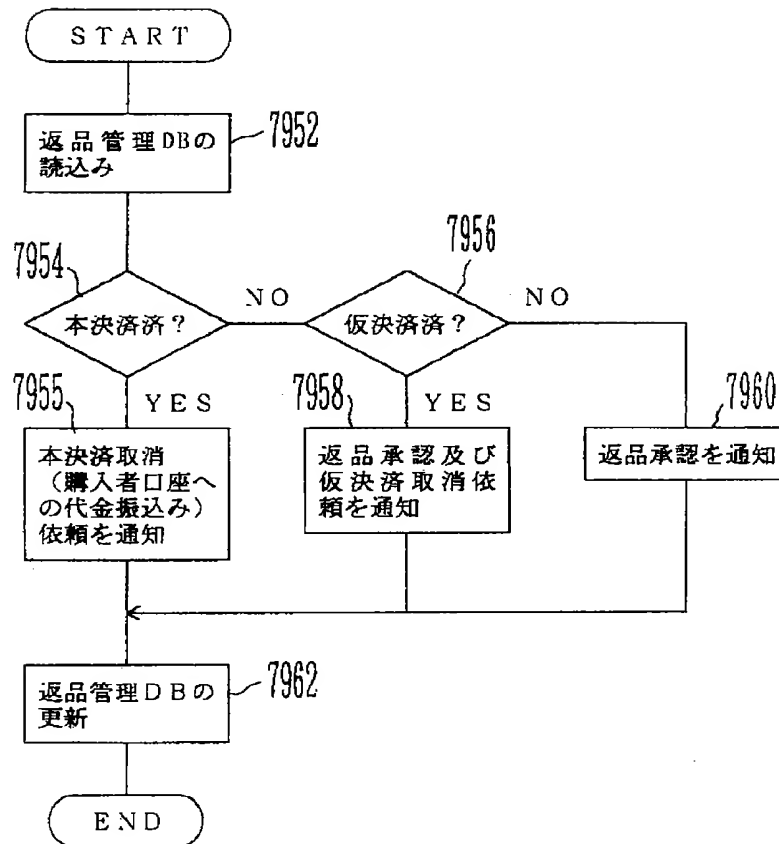 START
返品管理DBの
読込み
7952
7954
本決済済?
NO
7956
仮決済済?
NO
7955
YES
本決済取消
(購入者口座へ
の代金振込み)
依頼を通知
7958
YES
返品承認及び
仮決済取消依
頼を通知
7960
返品承認を通知
返品管理DBの
更新
7962
END